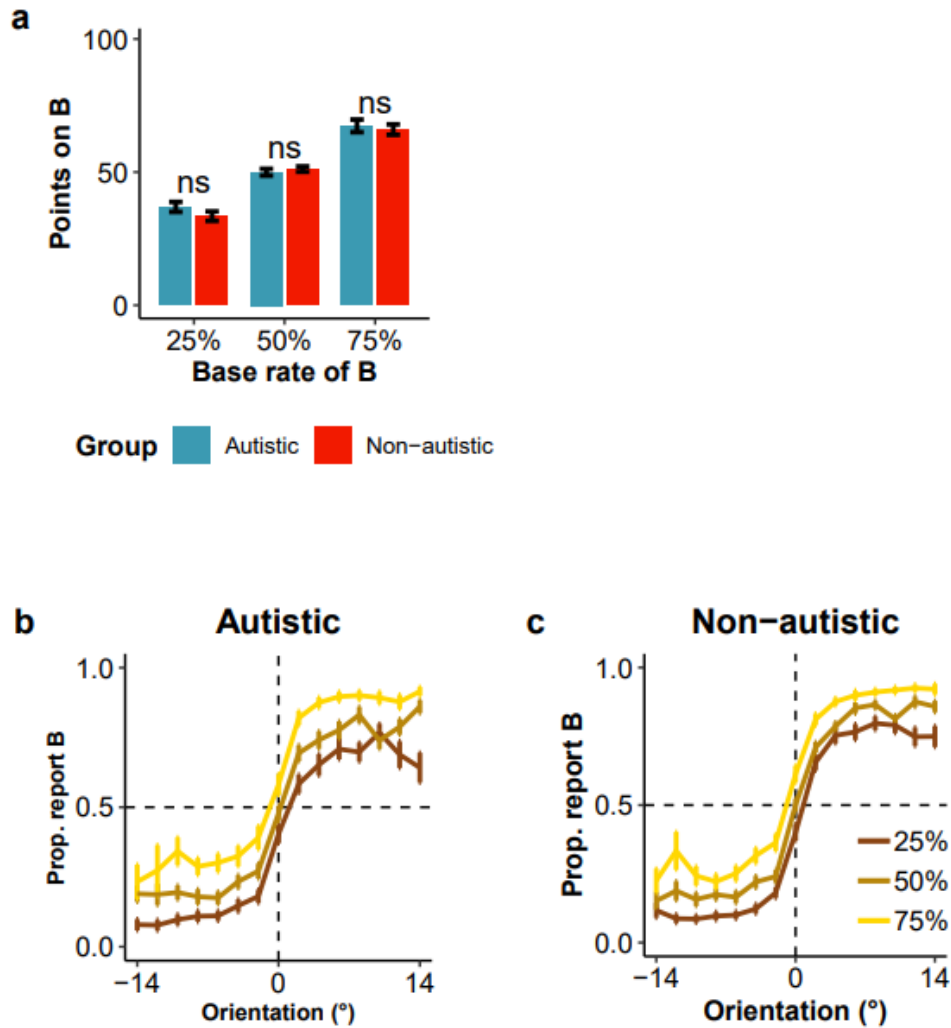 a
100
50
0
Points on B
ns
ns
ns
25% 50% 75%
Base rate of B
Group Autistic Non−autistic
b Autistic
1.0
0.5
0.0
Prop. report B
−14 0 14
Orientation (°)
c Non−autistic
1.0
0.5
0.0
Prop. report B
25%
50%
75%
−14 0 14
Orientation (°)